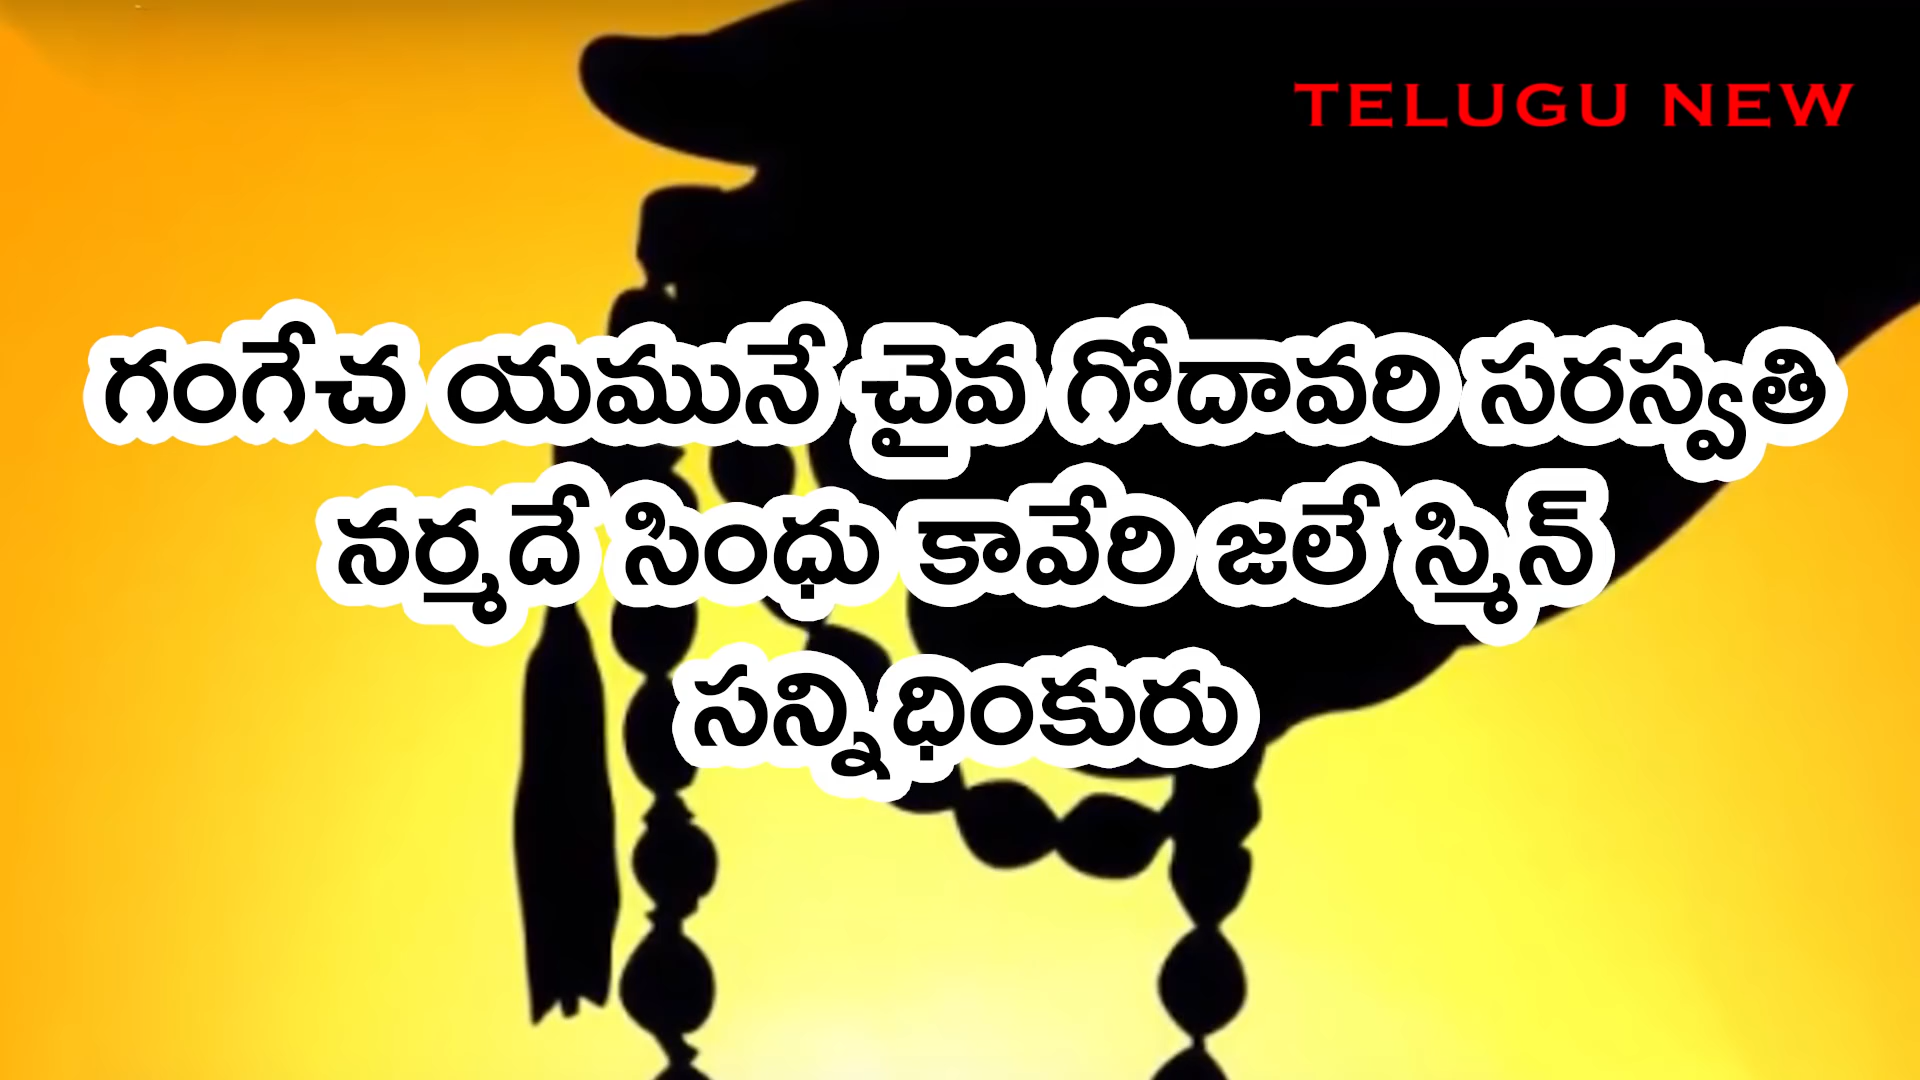 TELUGU NEW
గంగేచ యమునే చైవ గోదావరి సరస్వతి
నర్మదే సింధు కావేరి జలే స్మిన్
సన్నిధింకురు